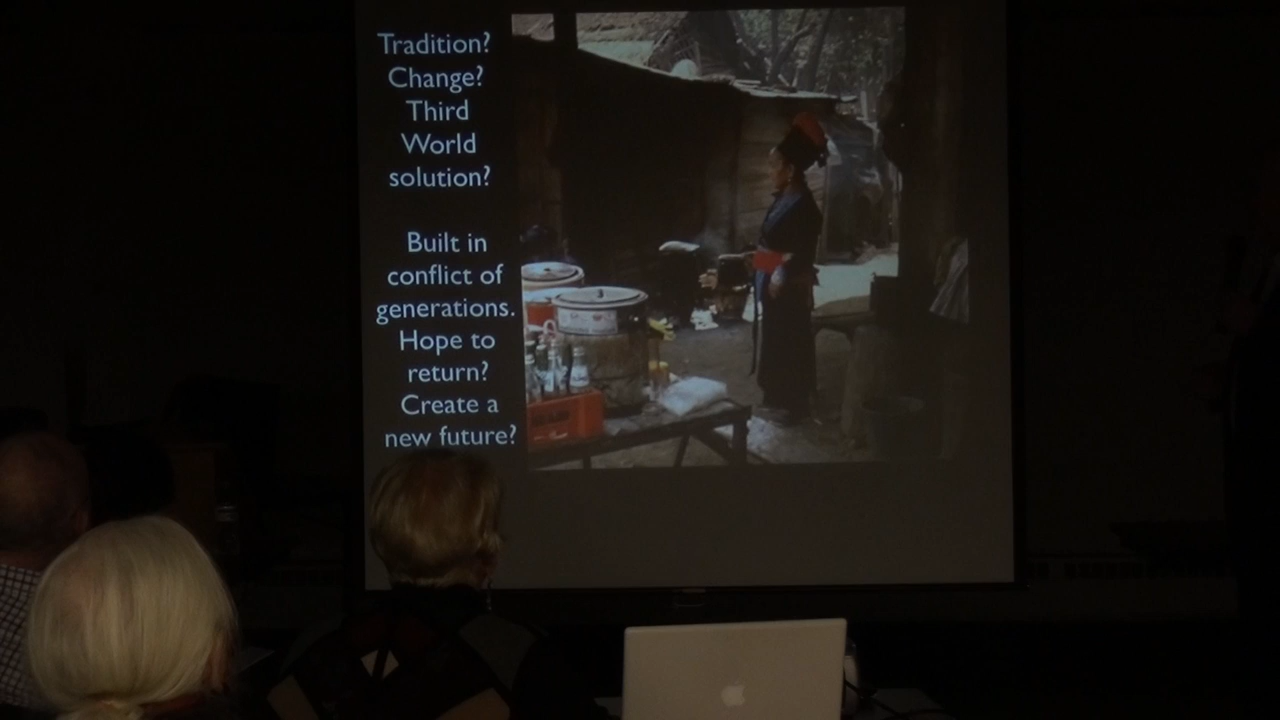 Tradition?
Change?
Third
World
solution?
Built in
conflict of
generations.
Hope to
return?
Create a
new future?